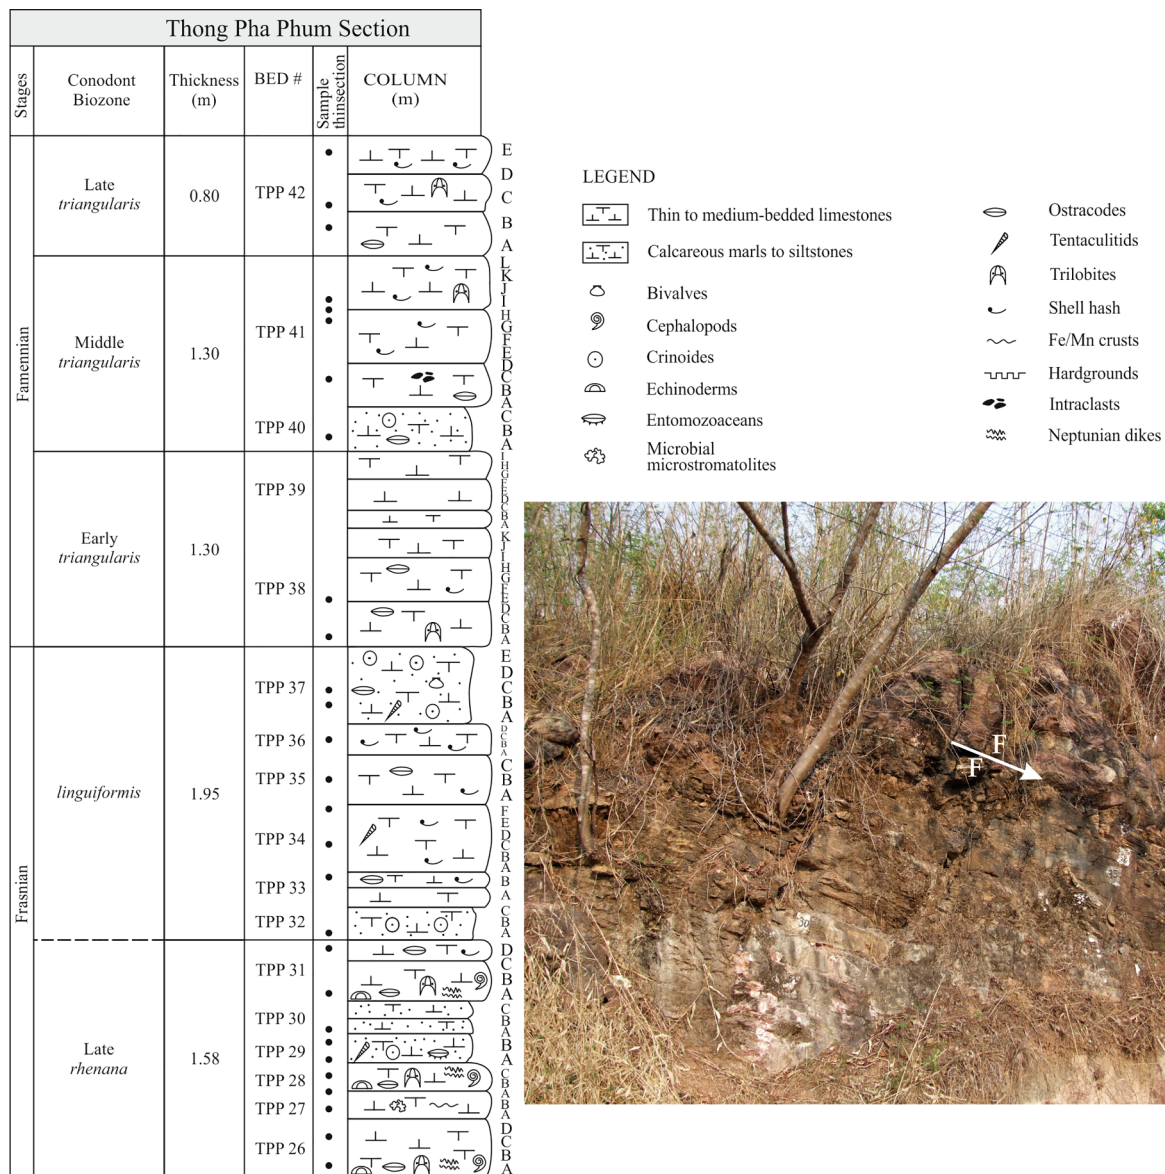 Thong Pha Phum Section
Stages
Conodont
Biozone
Thickness
(m)
BED #
Sample
thinsection
COLUMN
(m)
Famennian
Frasnian
Late
triangularis
0.80
TPP 42
E
D
C
B
A
Middle
triangularis
1.30
TPP 41
L
K
J
I
H
G
F
E
D
C
B
A
TPP 40
C
B
A
Early
triangularis
1.30
TPP 39
I
H
G
F
E
D
C
B
A
TPP 38
K
J
I
H
G
F
E
D
C
B
A
linguiformis
1.95
TPP 37
E
D
C
B
A
TPP 36
D
C
B
A
TPP 35
C
B
A
TPP 34
F
E
D
C
B
A
TPP 33
B
A
TPP 32
C
B
A
Late
rhenana
1.58
TPP 31
D
C
B
A
TPP 30
C
B
A
TPP 29
B
A
TPP 28
C
B
A
TPP 27
B
A
TPP 26
D
C
B
A
LEGEND
Thin to medium-bedded limestones
Calcareous marls to siltstones
Bivalves
Cephalopods
Crinoides
Echinoderms
Entomozoaceans
Microbial
microstromatolites
Ostracodes
Tentaculitids
Trilobites
Shell hash
Fe/Mn crusts
Hardgrounds
Intraclasts
Neptunian dikes
F
F
30